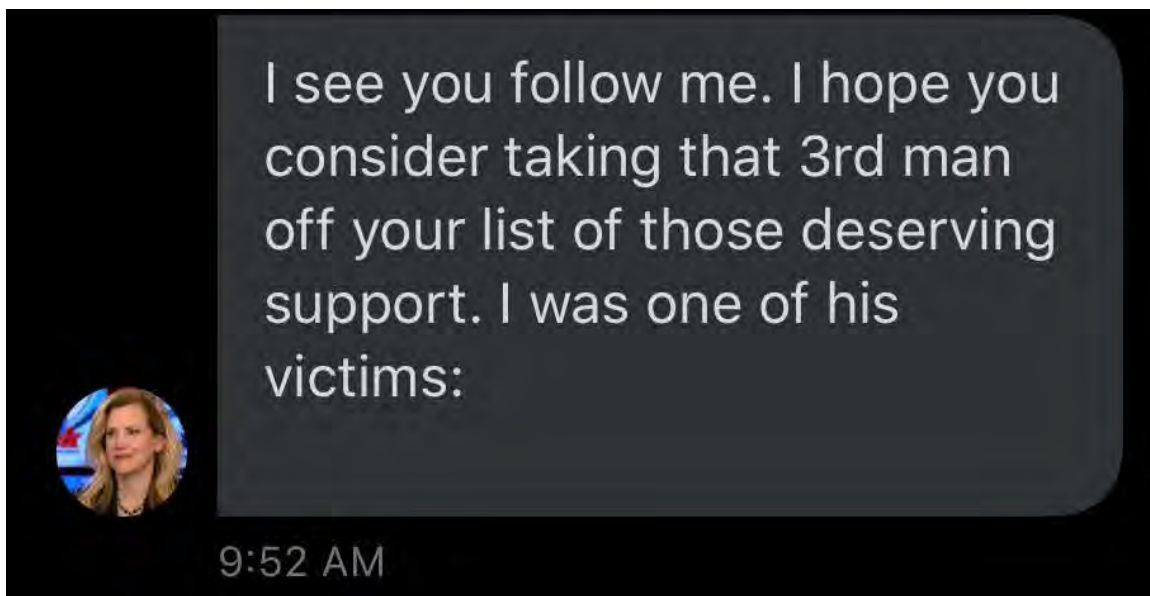 I see you follow me. I hope you
consider taking that 3rd man
off your list of those deserving
support. I was one of his
victims:
9:52 AM